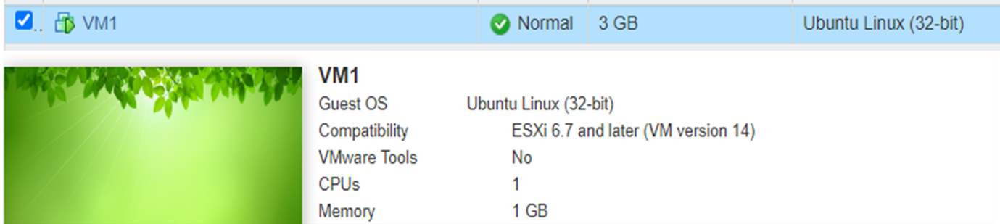 .. VM1 Normal 3 GB Ubuntu Linux (32-bit)
VM1
Guest OS Ubuntu Linux (32-bit)
Compatibility ESXi 6.7 and later (VM version 14)
VMware Tools No
CPUs 1
Memory 1 GB